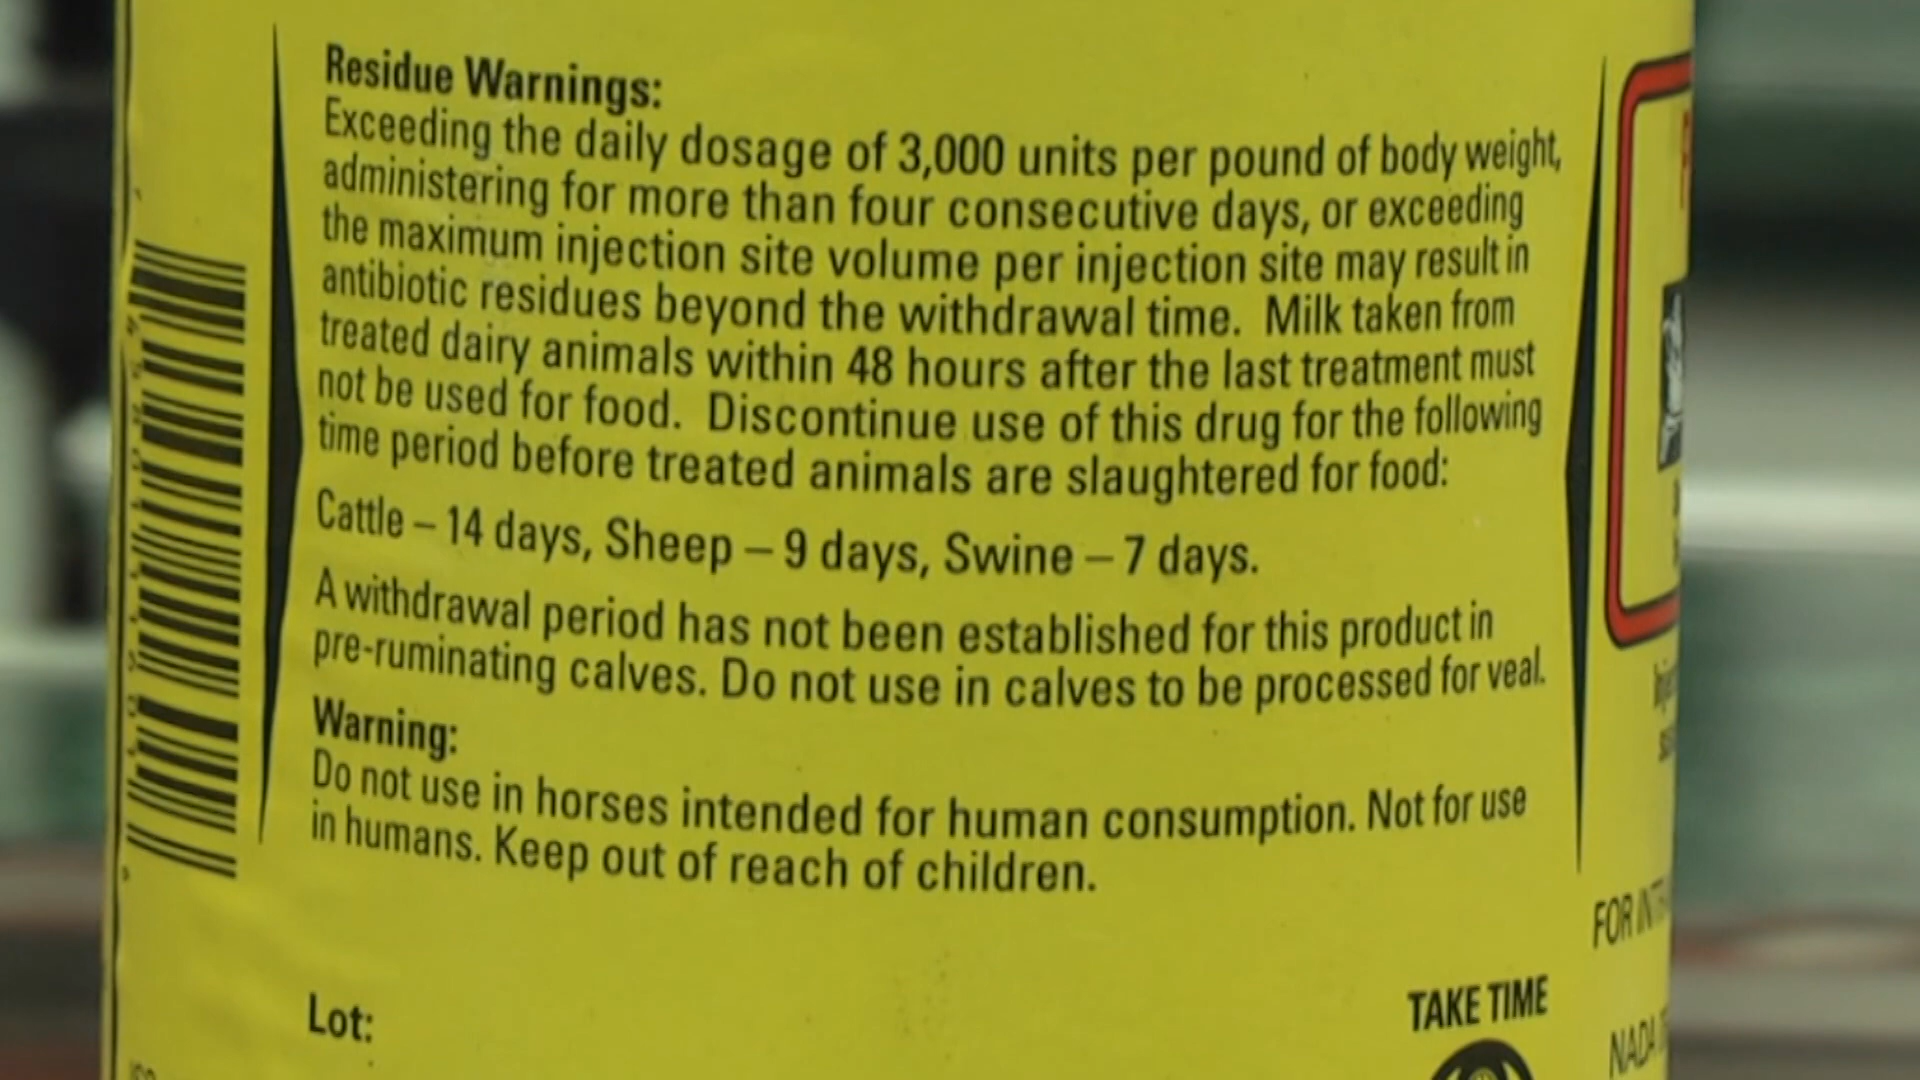 Residue Warnings:
Exceeding the daily dosage of 3,000 units per pound of body weight,
administering for more than four consecutive days, or exceeding
the maximum injection site volume per injection site may result in
antibiotic residues beyond the withdrawal time. Milk taken from
treated dairy animals within 48 hours after the last treatment must
not be used for food. Discontinue use of this drug for the following
time period before treated animals are slaughtered for food:
Cattle – 14 days, Sheep – 9 days, Swine – 7 days.
A withdrawal period has not been established for this product in
pre-ruminating calves. Do not use in calves to be processed for veal.
Warning:
Do not use in horses intended for human consumption. Not for use
in humans. Keep out of reach of children.
Lot:
TAKE TIME
FOR
NADA